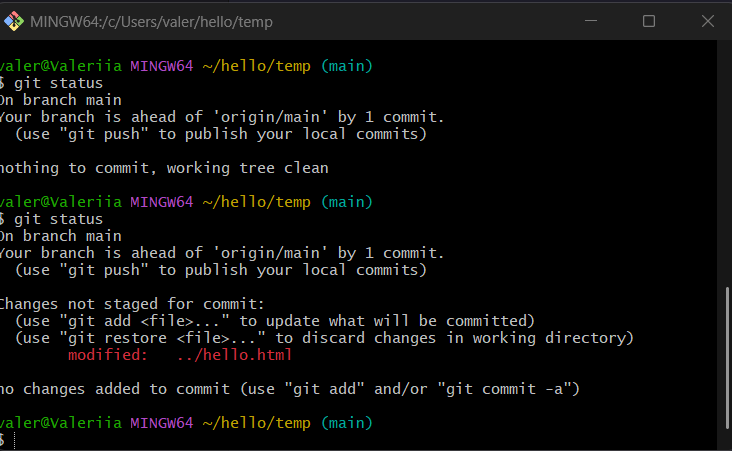 MINGW64:/c/Users/valer/hello/temp
valer@Valeriia MINGW64 ~/hello/temp (main)
$ git status
On branch main
Your branch is ahead of 'origin/main' by 1 commit.
  (use "git push" to publish your local commits)
nothing to commit, working tree clean
valer@Valeriia MINGW64 ~/hello/temp (main)
$ git status
On branch main
Your branch is ahead of 'origin/main' by 1 commit.
  (use "git push" to publish your local commits)
Changes not staged for commit:
  (use "git add <file>..." to update what will be committed)
  (use "git restore <file>..." to discard changes in working directory)
        modified:   ../hello.html
no changes added to commit (use "git add" and/or "git commit -a")
valer@Valeriia MINGW64 ~/hello/temp (main)
$